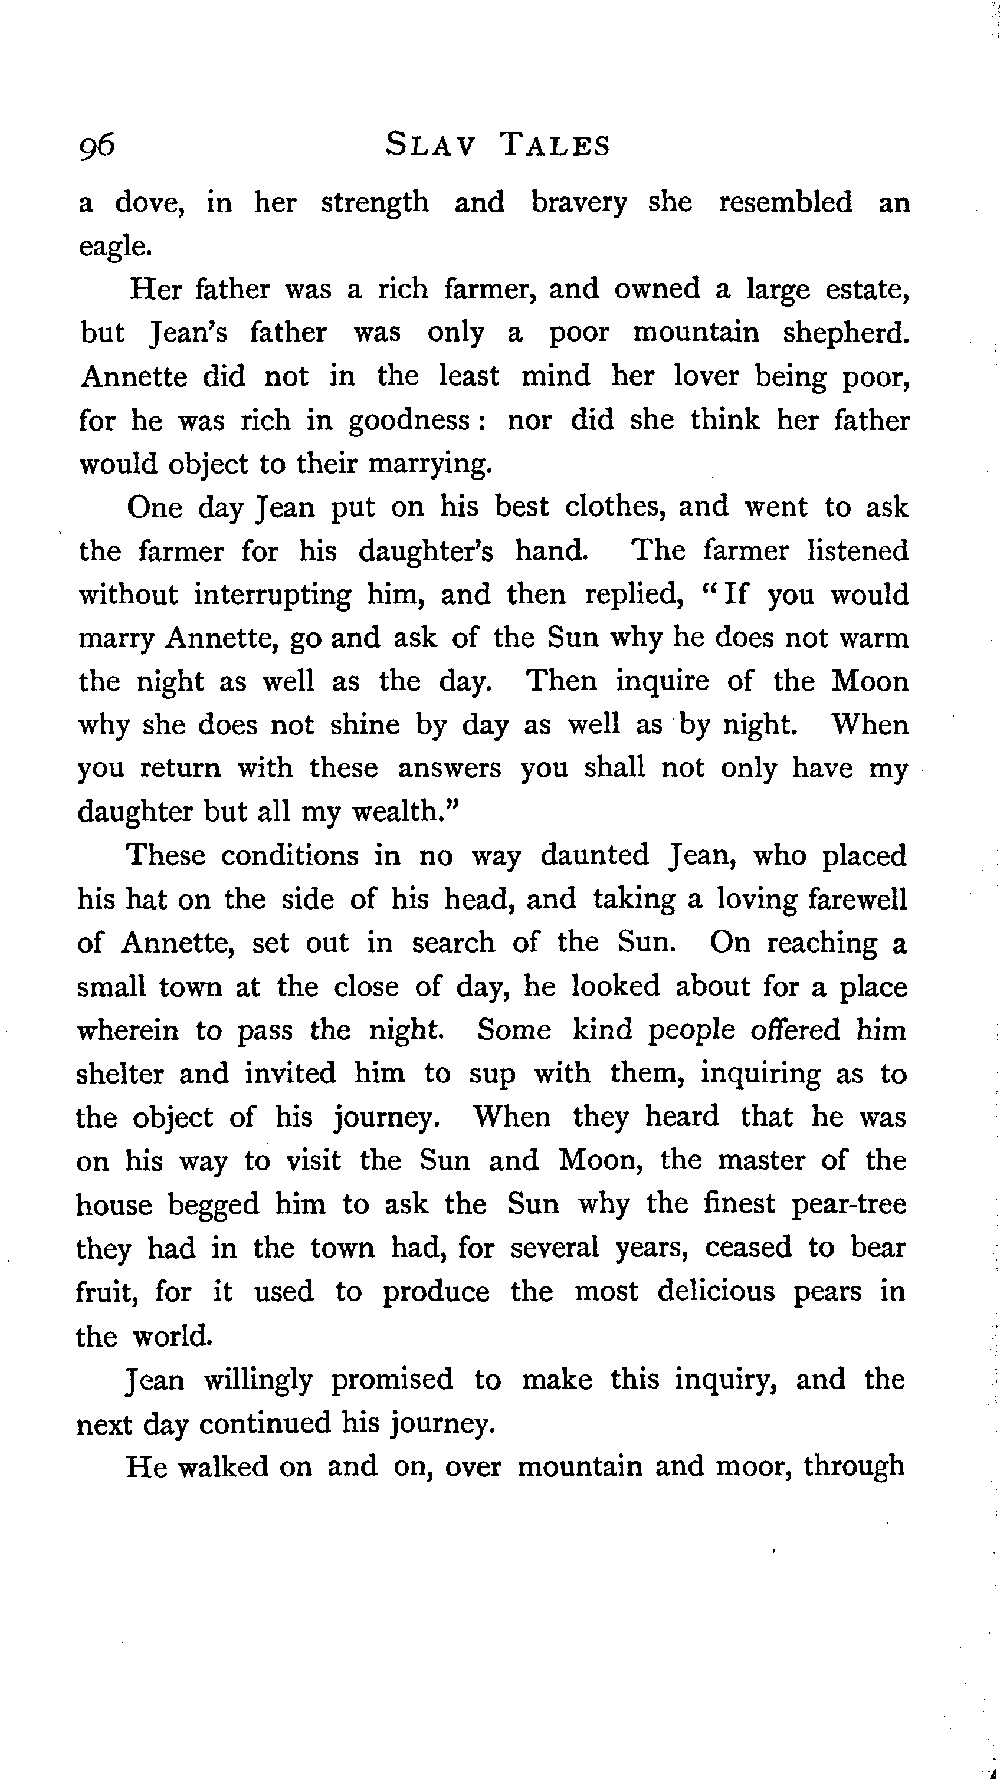 96 SLAV TALES
a dove, in her strength and bravery she resembled an
eagle.
Her father was a rich farmer, and owned a large estate,
but Jean's father was only a poor mountain shepherd.
Annette did not in the least mind her lover being poor,
for he was rich in goodness : nor did she think her father
would object to their marrying.
One day Jean put on his best clothes, and went to ask
the farmer for his daughter's hand. The farmer listened
without interrupting him, and then replied, “ If you would
marry Annette, go and ask of the Sun why he does not warm
the night as well as the day. Then inquire of the Moon
why she does not shine by day as well as by night. When
you return with these answers you shall not only have my
daughter but all my wealth.”
These conditions in no way daunted Jean, who placed
his hat on the side of his head, and taking a loving farewell
of Annette, set out in search of the Sun. On reaching a
small town at the close of day, he looked about for a place
wherein to pass the night. Some kind people offered him
shelter and invited him to sup with them, inquiring as to
the object of his journey. When they heard that he was
on his way to visit the Sun and Moon, the master of the
house begged him to ask the Sun why the finest pear-tree
they had in the town had, for several years, ceased to bear
fruit, for it used to produce the most delicious pears in
the world.
Jean willingly promised to make this inquiry, and the
next day continued his journey.
He walked on and on, over mountain and moor, through